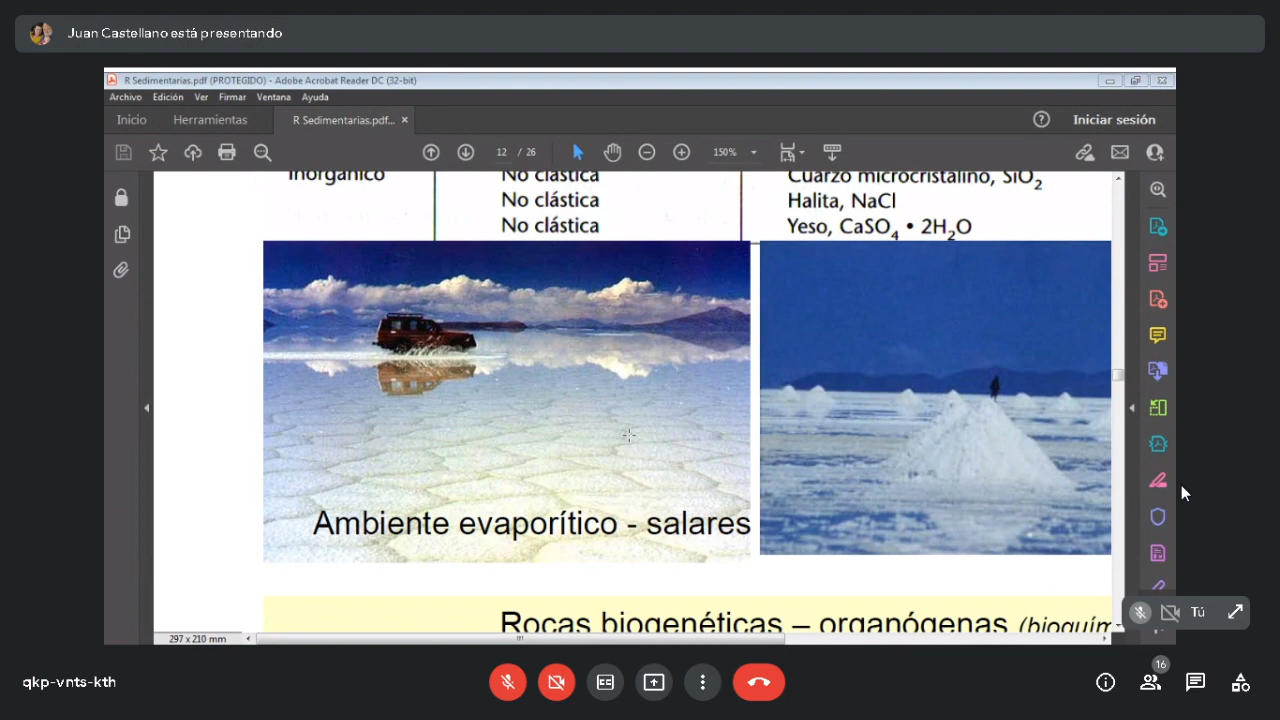 Juan Castellano está presentando
R Sedimentarias.pdf (PROTEGIDO) - Adobe Acrobat Reader DC (32-bit)
Archivo Edición Ver Firmar Ventana Ayuda
Inicio Herramientas R Sedimentarias.pdf... × Iniciar sesión
12 / 26 150%
Inorgánico No clástica Cuarzo microcristalino, SiO₂
No clástica Halita, NaCl
No clástica Yeso, CaSO₄ • 2H₂O
Ambiente evaporítico - salares
Rocas biogenéticas – organógenas (bioquím
Tú
297 x 210 mm
qkp-vnts-kth
16